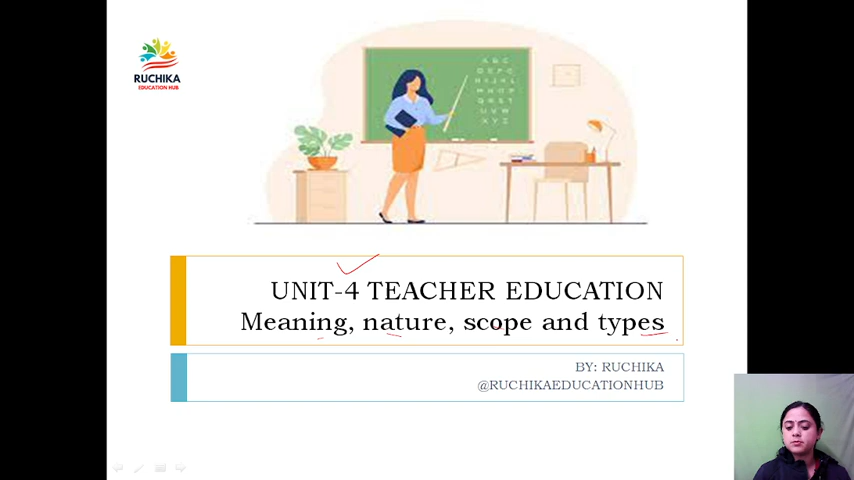 RUCHIKA
EDUCATION HUB
A B C
D E F G
H I J K L
M N O P
Q R S T
U V W
X Y Z
UNIT-4 TEACHER EDUCATION
Meaning, nature, scope and types
BY: RUCHIKA
@RUCHIKAEDUCATIONHUB